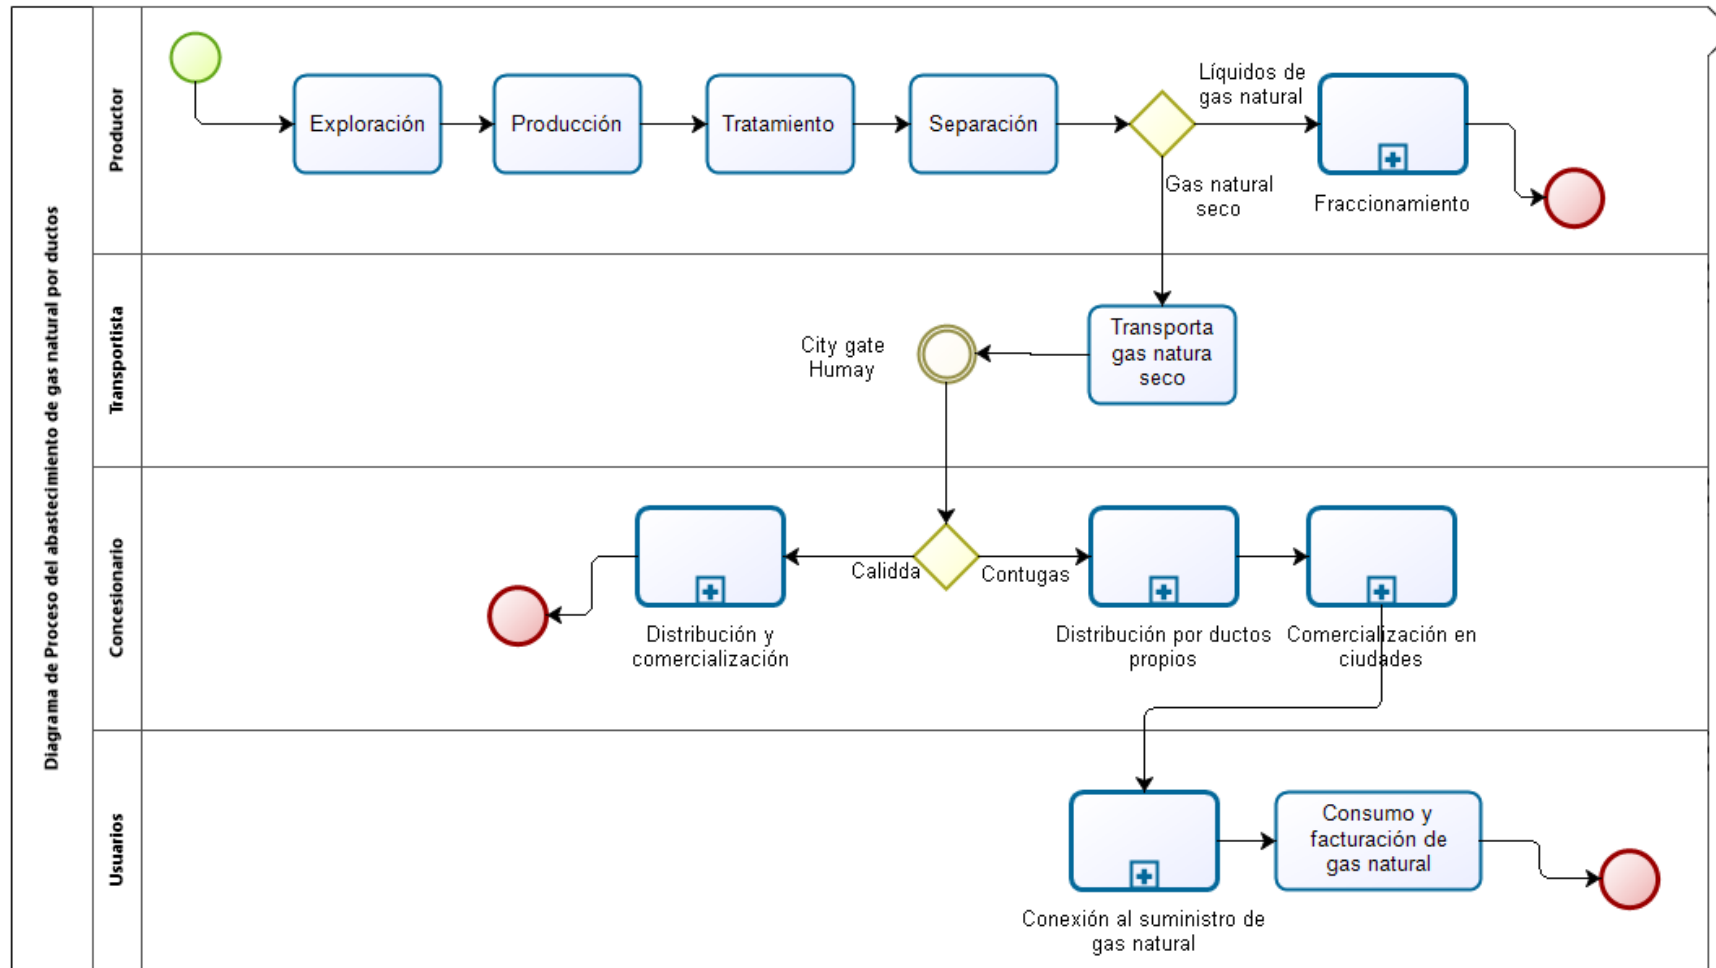 Diagrama de Proceso del abastecimiento de gas natural por ductos
Productor
Exploración
Producción
Tratamiento
Separación
Líquidos de
gas natural
Gas natural
seco
Fraccionamiento
Transportista
City gate
Humay
Transporta
gas natura
seco
Concesionario
Calidda
Contugas
Distribución y
comercialización
Distribución por ductos
propios
Comercialización en
ciudades
Usuarios
Conexión al suministro de
gas natural
Consumo y
facturación de
gas natural